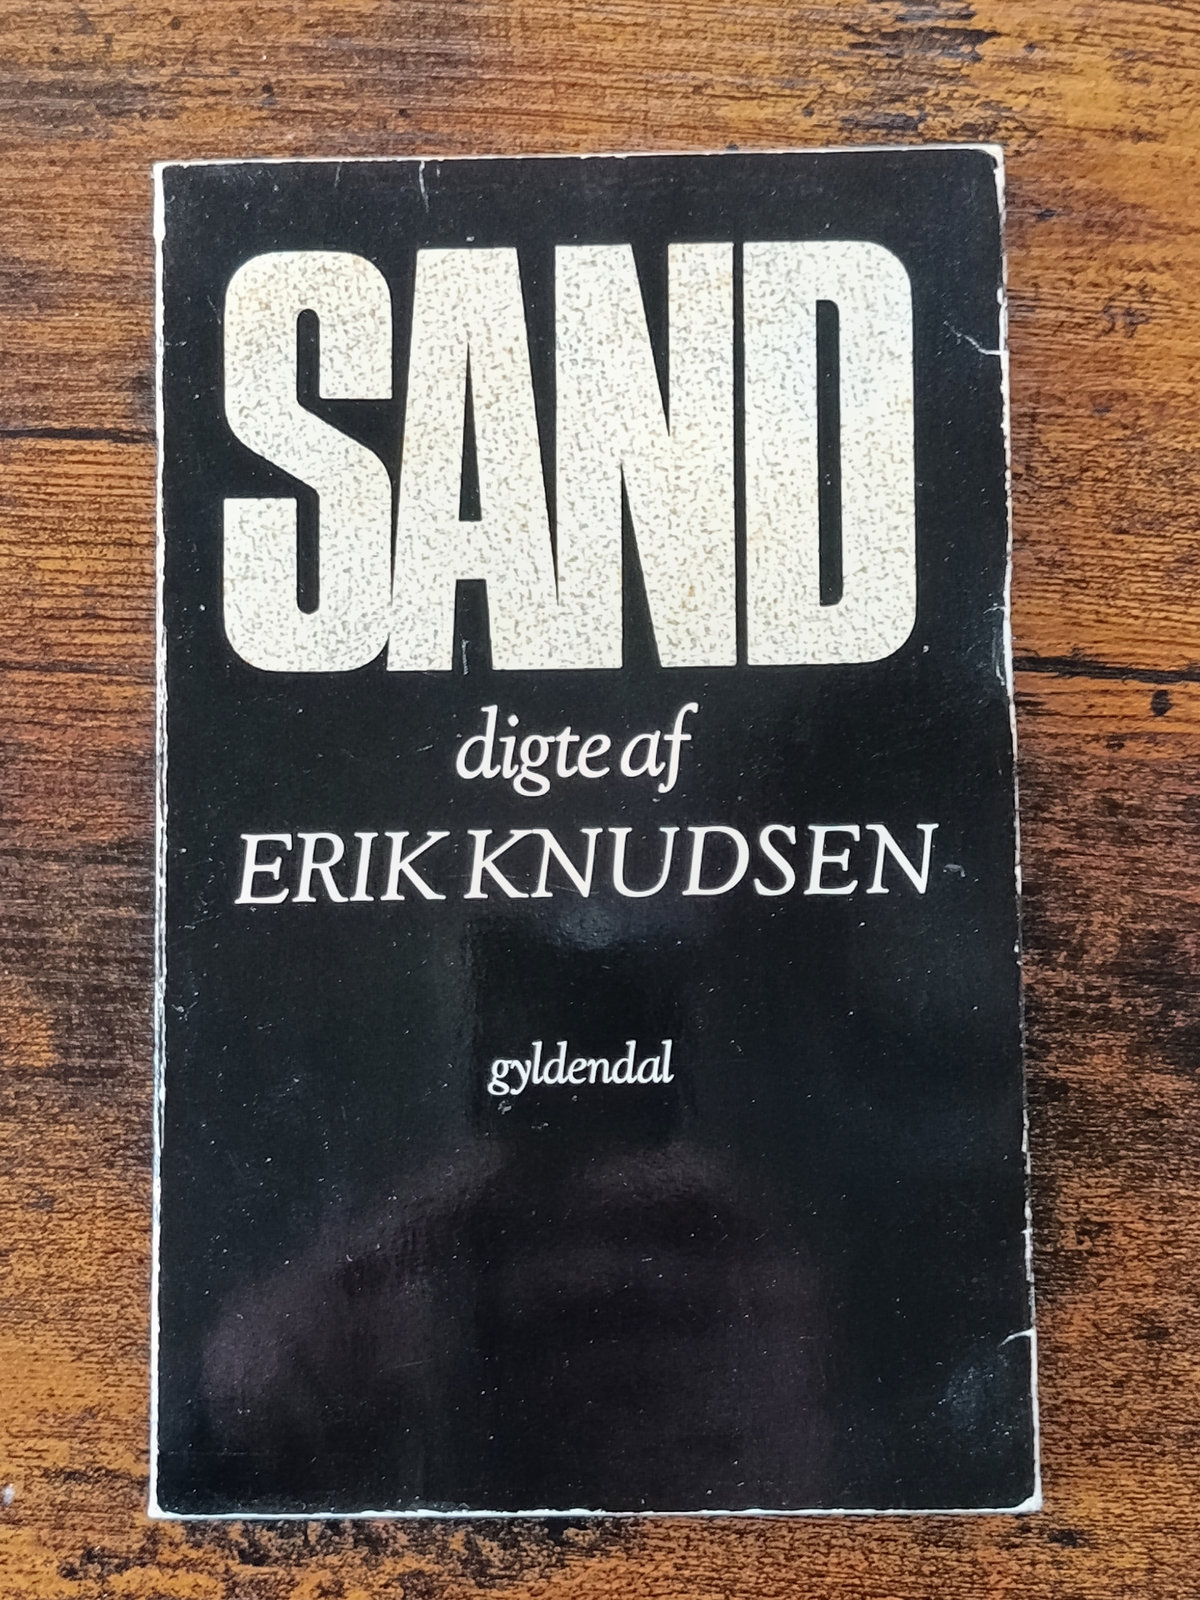 SAND
digte af
ERIK KNUDSEN
gyldendal